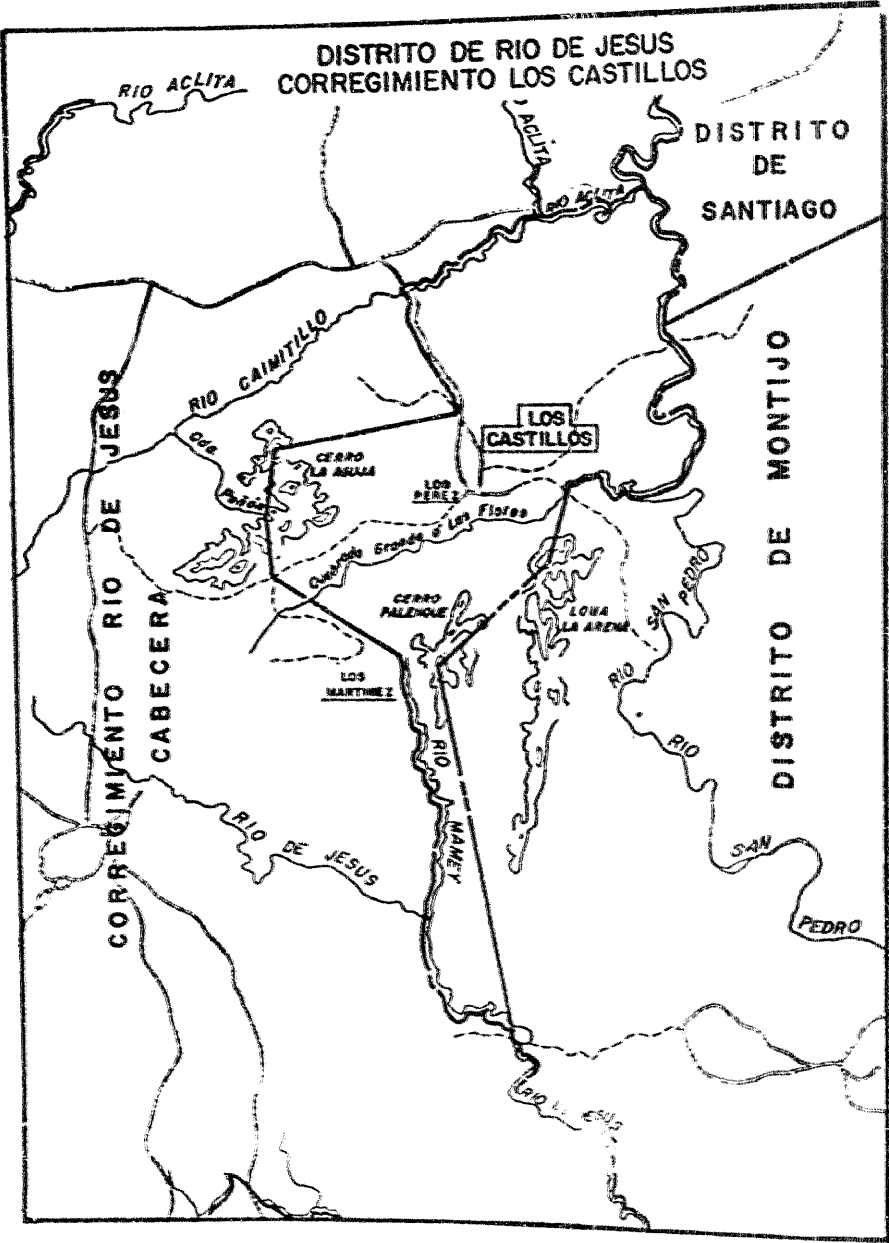 DISTRITO DE RIO DE JESUS
CORREGIMIENTO LOS CASTILLOS
RIO ACLITA
ACLITA
DISTRITO
DE
SANTIAGO
RIO ACLITA
RIO CAIMITILLO
CORREGIMIENTO RIO DE JESUS
CABECERA
DISTRITO DE MONTIJO
LOS
CASTILLOS
Qda
CERRO
LA AGUJA
LOS
PEREZ
Quebrada Grande ó Las Flores
CERRO
PALENQUE
LOMA
LA ARENA
RIO SAN PEDRO
LOS
MARTINEZ
RIO
MAMEY
RIO
SAN
PEDRO
RIO DE JESUS
RIO DE JESUS